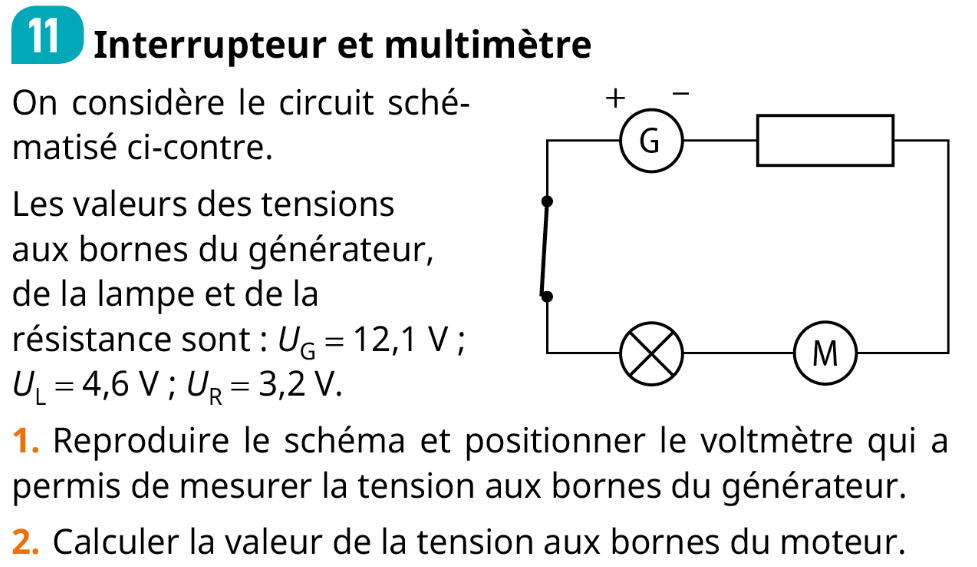 11 Interrupteur et multimètre
On considère le circuit sché-
matisé ci-contre.
Les valeurs des tensions
aux bornes du générateur,
de la lampe et de la
résistance sont : U_G = 12,1 V ;
U_L = 4,6 V ; U_R = 3,2 V.
+ −
G
M
1. Reproduire le schéma et positionner le voltmètre qui a
permis de mesurer la tension aux bornes du générateur.
2. Calculer la valeur de la tension aux bornes du moteur.